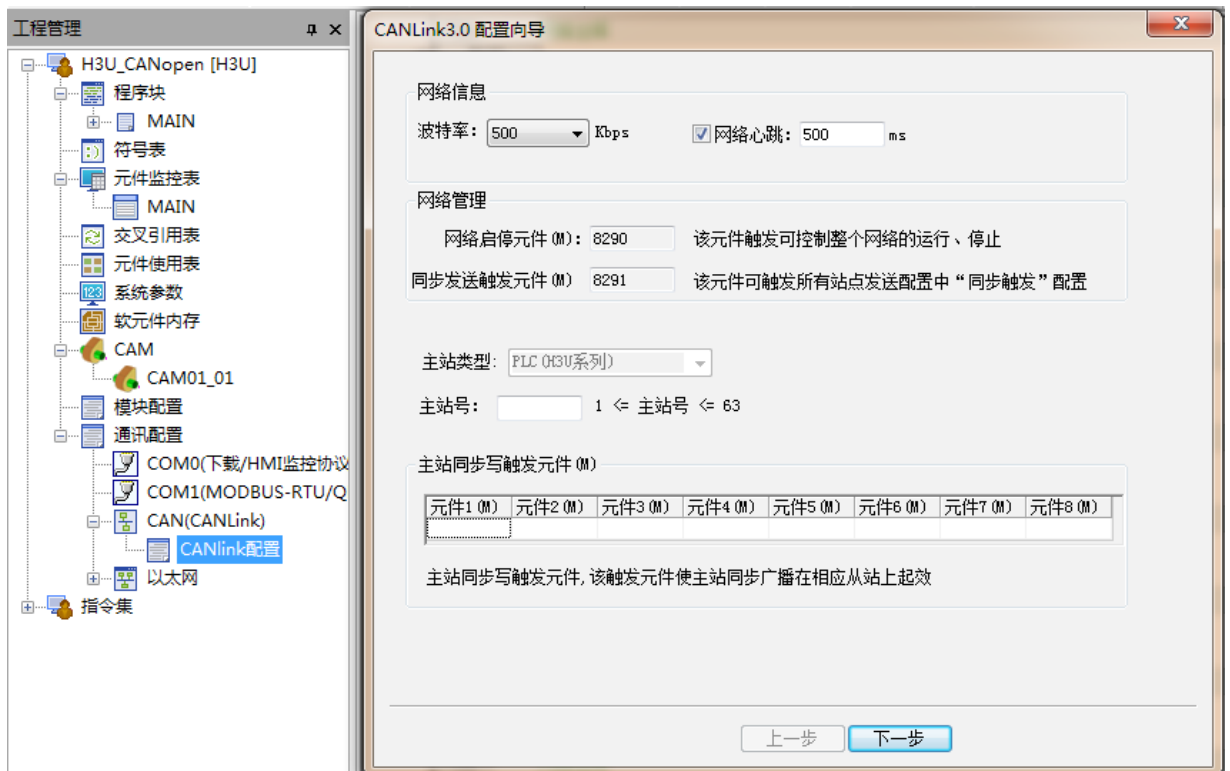 工程管理
H3U_CANopen [H3U]
程序块
MAIN
符号表
元件监控表
MAIN
交叉引用表
元件使用表
系统参数
软元件内存
CAM
CAM01_01
模块配置
通讯配置
COM0(下载/HMI监控协议
COM1(MODBUS-RTU/Q
CAN(CANLink)
CANlink配置
以太网
指令集
CANLink3.0 配置向导
网络信息
波特率: 500 Kbps 网络心跳: 500 ms
网络管理
网络启停元件(M): 8290 该元件触发可控制整个网络的运行、停止
同步发送触发元件(M) 8291 该元件可触发所有站点发送配置中“同步触发”配置
主站类型: PLC(H3U系列)
主站号: 1 <= 主站号 <= 63
主站同步写触发元件(M)
元件1(M) 元件2(M) 元件3(M) 元件4(M) 元件5(M) 元件6(M) 元件7(M) 元件8(M)
主站同步写触发元件,该触发元件使主站同步广播在相应从站上起效
上一步 下一步